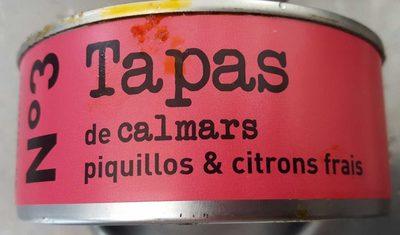 N°3
Tapas
de calmars
piquillos & citrons frais